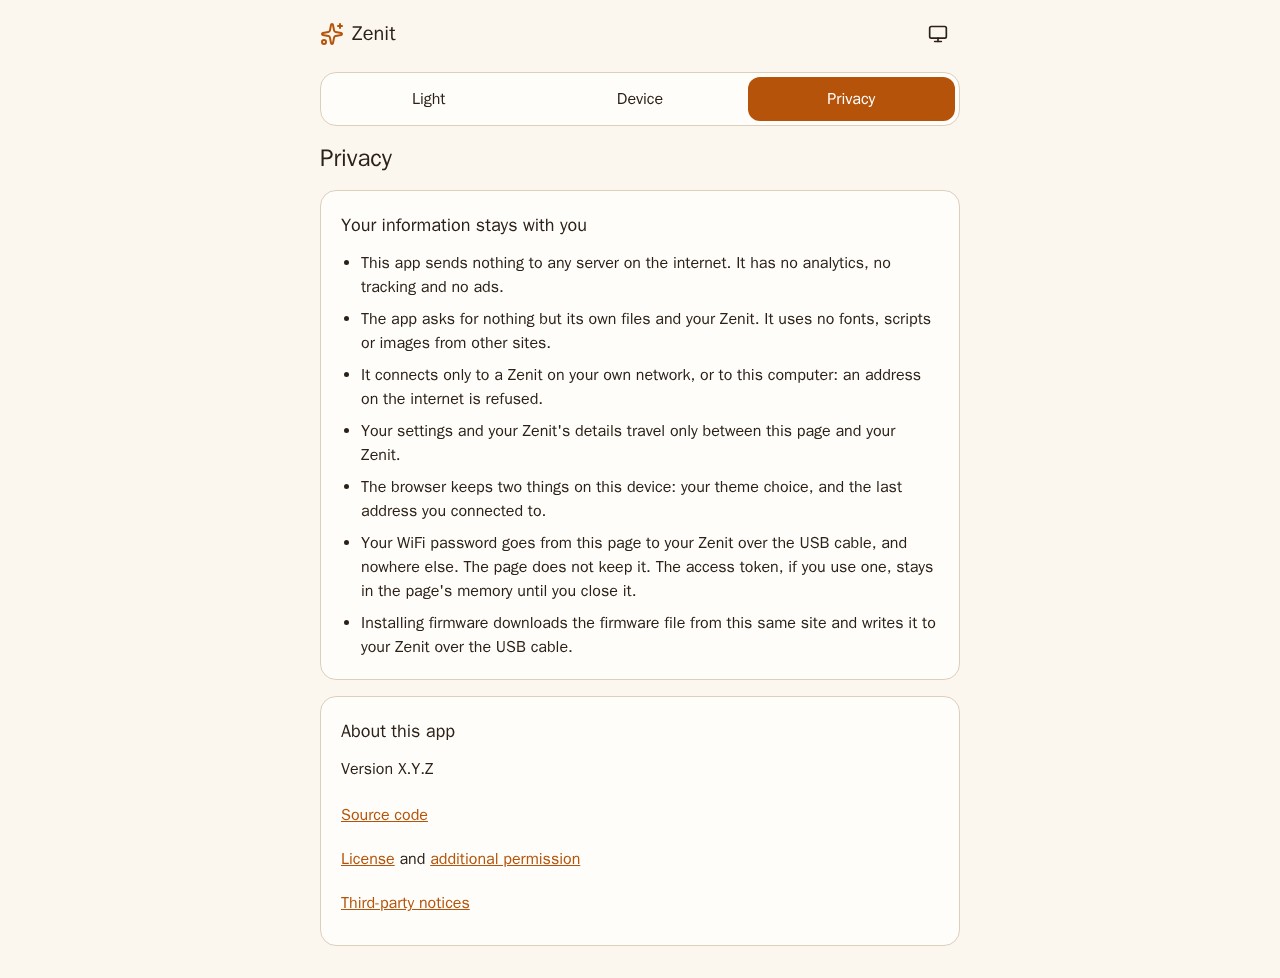 Zenit
Light
Device
Privacy
Privacy
Your information stays with you
This app sends nothing to any server on the internet. It has no analytics, no
tracking and no ads.
The app asks for nothing but its own files and your Zenit. It uses no fonts, scripts
or images from other sites.
It connects only to a Zenit on your own network, or to this computer: an address
on the internet is refused.
Your settings and your Zenit's details travel only between this page and your
Zenit.
The browser keeps two things on this device: your theme choice, and the last
address you connected to.
Your WiFi password goes from this page to your Zenit over the USB cable, and
nowhere else. The page does not keep it. The access token, if you use one, stays
in the page's memory until you close it.
Installing firmware downloads the firmware file from this same site and writes it to
your Zenit over the USB cable.
About this app
Version X.Y.Z
Source code
License and additional permission
Third-party notices